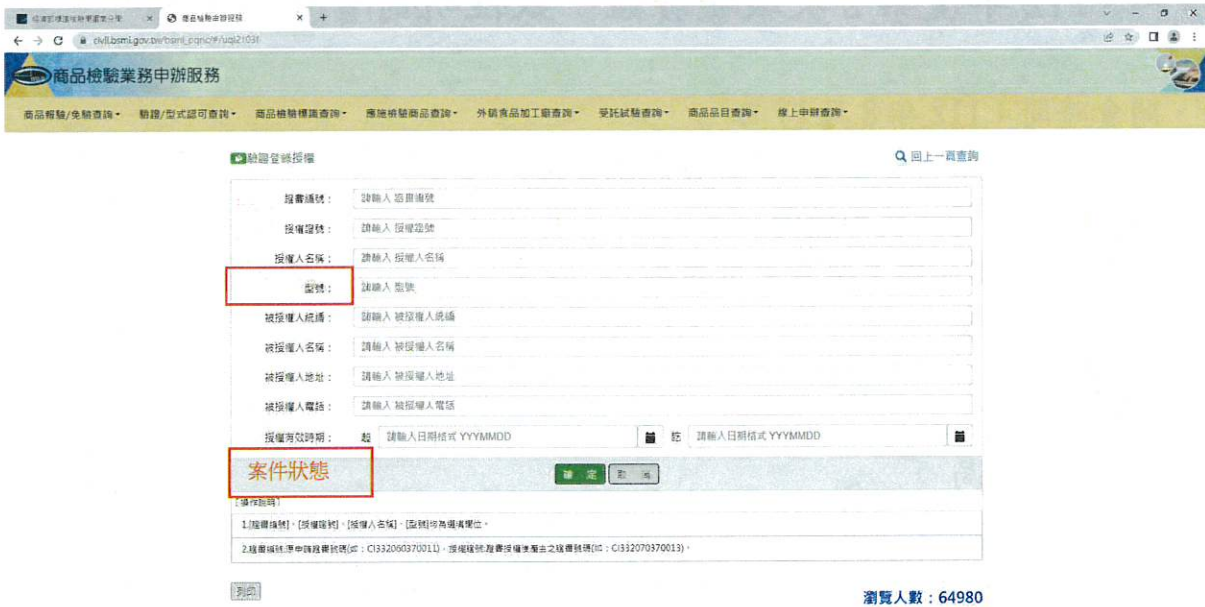 商品檢驗申辦服務
商品檢驗業務申辦服務
商品報驗/免驗查詢 驗證/型式認可查詢 商品檢驗標識查詢 應施檢驗商品查詢 外銷食品加工廠查詢 受託試驗查詢 商品品目查詢 線上申辦查詢
驗證登錄授權 回上一頁查詢
證書編號： 請輸入 證書編號
授權證號： 請輸入 授權證號
授權人名稱： 請輸入 授權人名稱
型號： 請輸入 型號
被授權人統編： 請輸入 被授權人統編
被授權人名稱： 請輸入 被授權人名稱
被授權人地址： 請輸入 被授權人地址
被授權人電話： 請輸入 被授權人電話
授權有效時期： 起 請輸入日期格式 YYYMMDD 訖 請輸入日期格式 YYYMMDD
案件狀態 確 定 取 消
[操作說明]
1.[證書編號]、[授權證號]、[授權人名稱]、[型號]均為選填欄位。
2.證書編號:原申請證書號碼(如：CI332060370011)，授權證號:證書授權後產生之證書號碼(如：CI332070370013)。
列印 瀏覽人數：64980